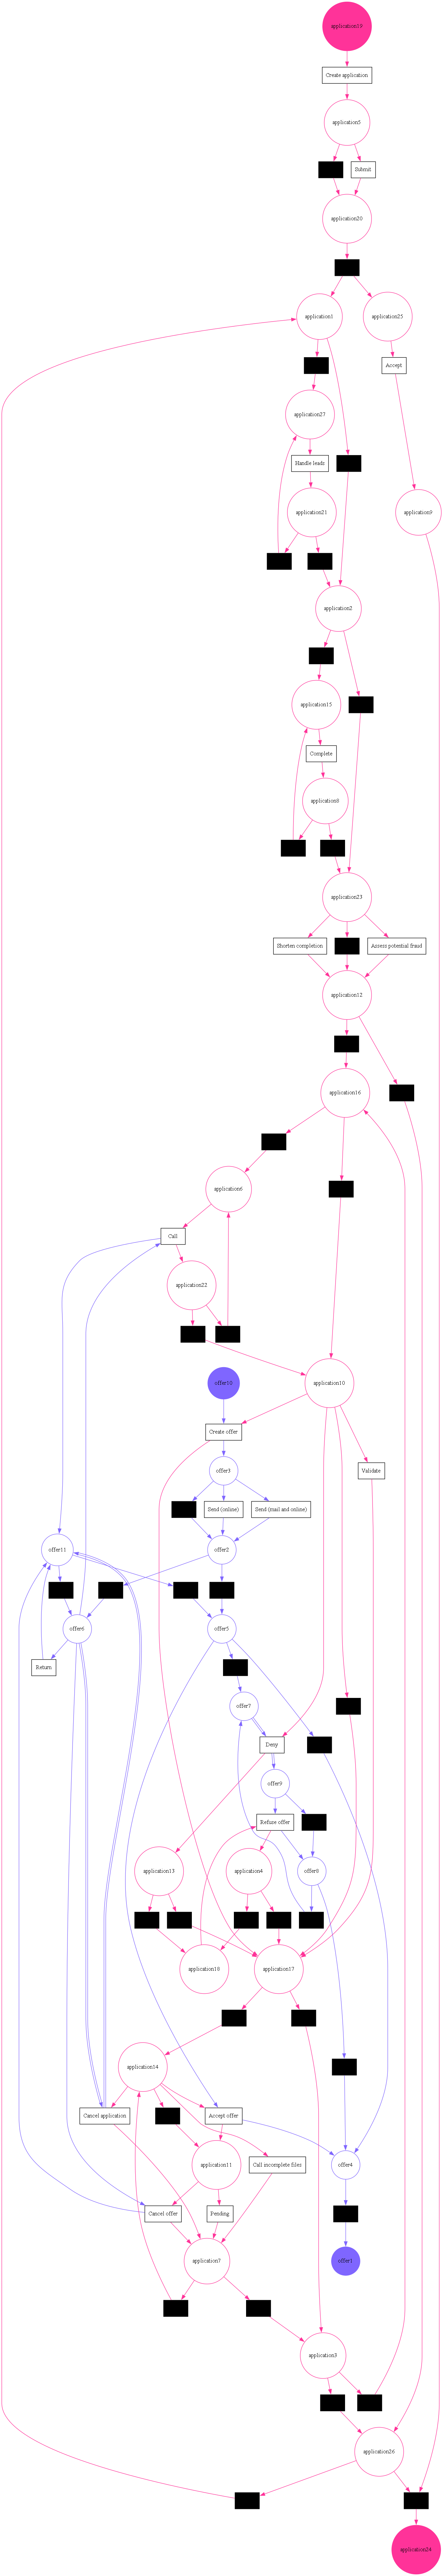 application19
Create application
application5
Submit
application20
application1
application25
Accept
application27
Handle leads
application21
application9
application2
application15
Complete
application8
application23
Shorten completion
Assess potential fraud
application12
application16
application6
Call
application22
application10
offer10
Create offer
offer3
Validate
Send (online)
Send (mail and online)
offer11
offer2
offer6
offer5
Return
offer7
Deny
offer9
Refuse offer
application13
application4
offer8
application18
application17
application14
Cancel application
Accept offer
application11
Call incomplete files
offer4
Cancel offer
Pending
application7
offer1
application3
application26
application24